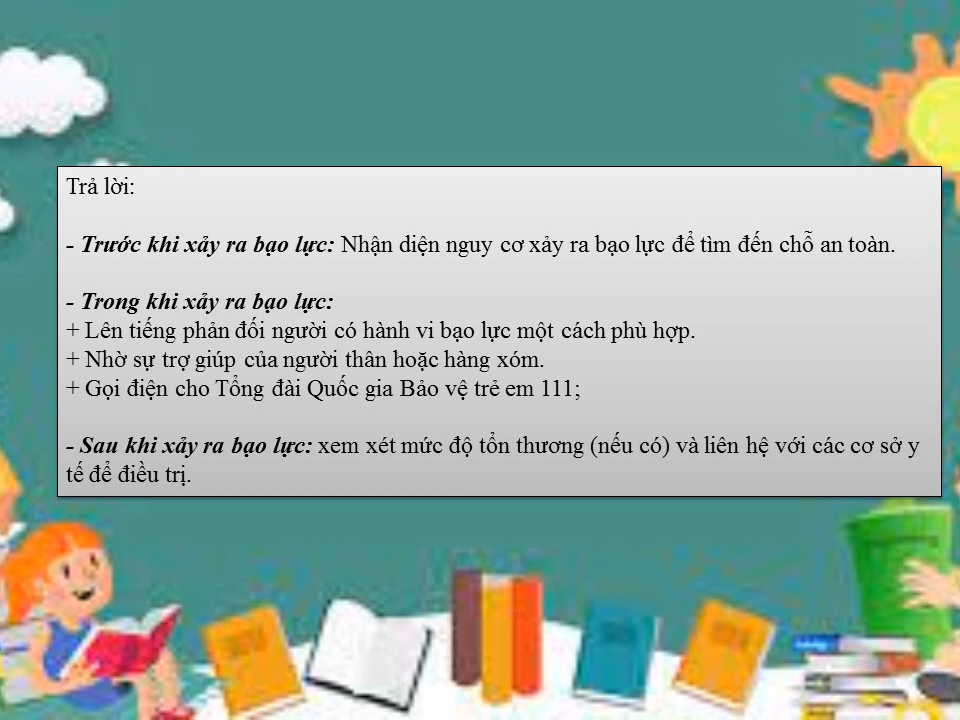 Trả lời:
- Trước khi xảy ra bạo lực: Nhận diện nguy cơ xảy ra bạo lực để tìm đến chỗ an toàn.
- Trong khi xảy ra bạo lực:
+ Lên tiếng phản đối người có hành vi bạo lực một cách phù hợp.
+ Nhờ sự trợ giúp của người thân hoặc hàng xóm.
+ Gọi điện cho Tổng đài Quốc gia Bảo vệ trẻ em 111;
- Sau khi xảy ra bạo lực: xem xét mức độ tổn thương (nếu có) và liên hệ với các cơ sở y
tế để điều trị.